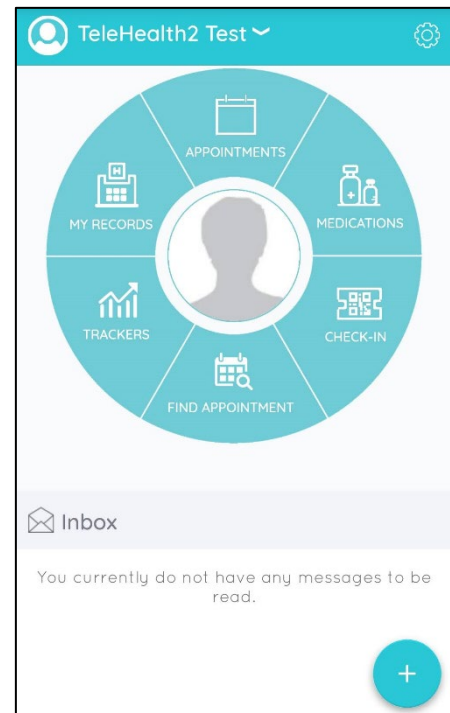 TeleHealth2 Test
APPOINTMENTS
MY RECORDS
MEDICATIONS
TRACKERS
CHECK-IN
FIND APPOINTMENT
Inbox
You currently do not have any messages to be
read.
+